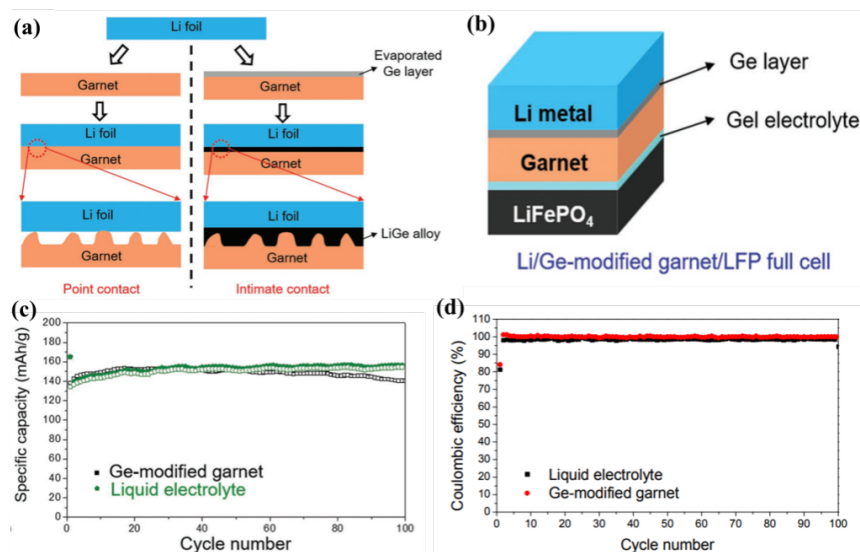 (a)
Li foil
Evaporated
Ge layer
Garnet
Garnet
Li foil
Li foil
Garnet
Garnet
Li foil
Li foil
LiGe alloy
Garnet
Garnet
Point contact
Intimate contact
(b)
Ge layer
Li metal
Gel electrolyte
Garnet
LiFePO4
Li/Ge-modified garnet/LFP full cell
(c)
Specific capacity (mAh/g)
200
180
160
140
120
100
80
60
40
20
0
Ge-modified garnet
Liquid electrolyte
0 20 40 60 80 100
Cycle number
(d)
Coulombic efficiency (%)
110
100
90
80
70
60
50
40
30
20
10
0
Liquid electrolyte
Ge-modified garnet
0 10 20 30 40 50 60 70 80 90 100
Cycle number